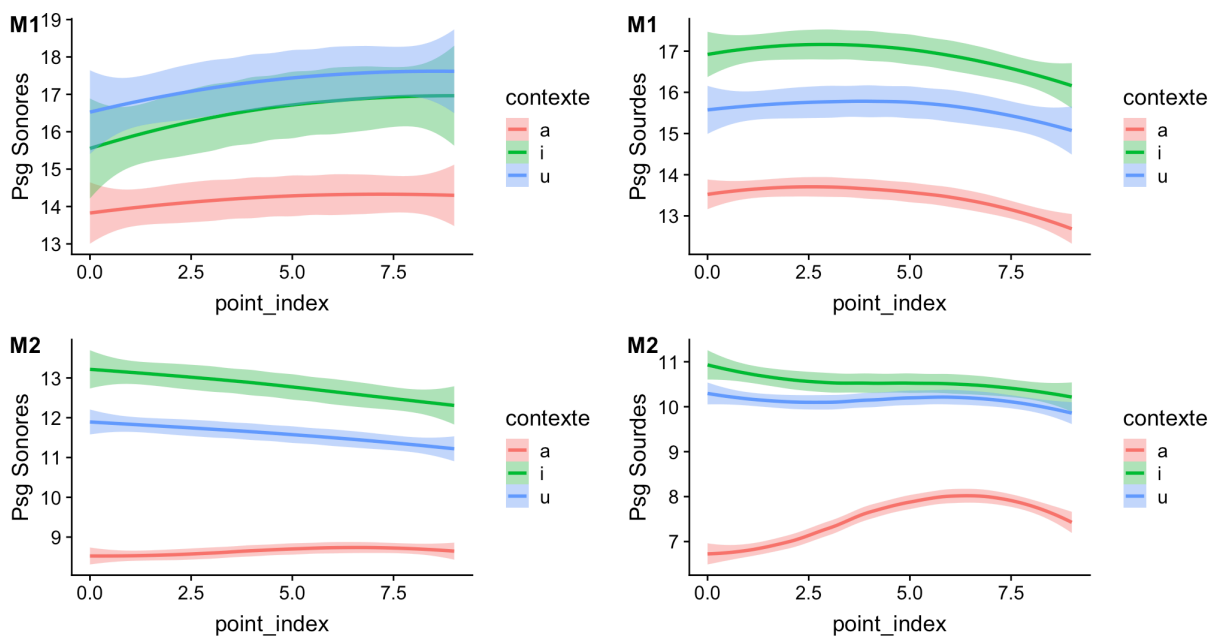 M1
Psg Sonores
19
18
17
16
15
14
13
0.0 2.5 5.0 7.5
point_index
contexte
a
i
u
M1
Psg Sourdes
17
16
15
14
13
0.0 2.5 5.0 7.5
point_index
contexte
a
i
u
M2
Psg Sonores
13
12
11
10
9
0.0 2.5 5.0 7.5
point_index
contexte
a
i
u
M2
Psg Sourdes
11
10
9
8
7
0.0 2.5 5.0 7.5
point_index
contexte
a
i
u